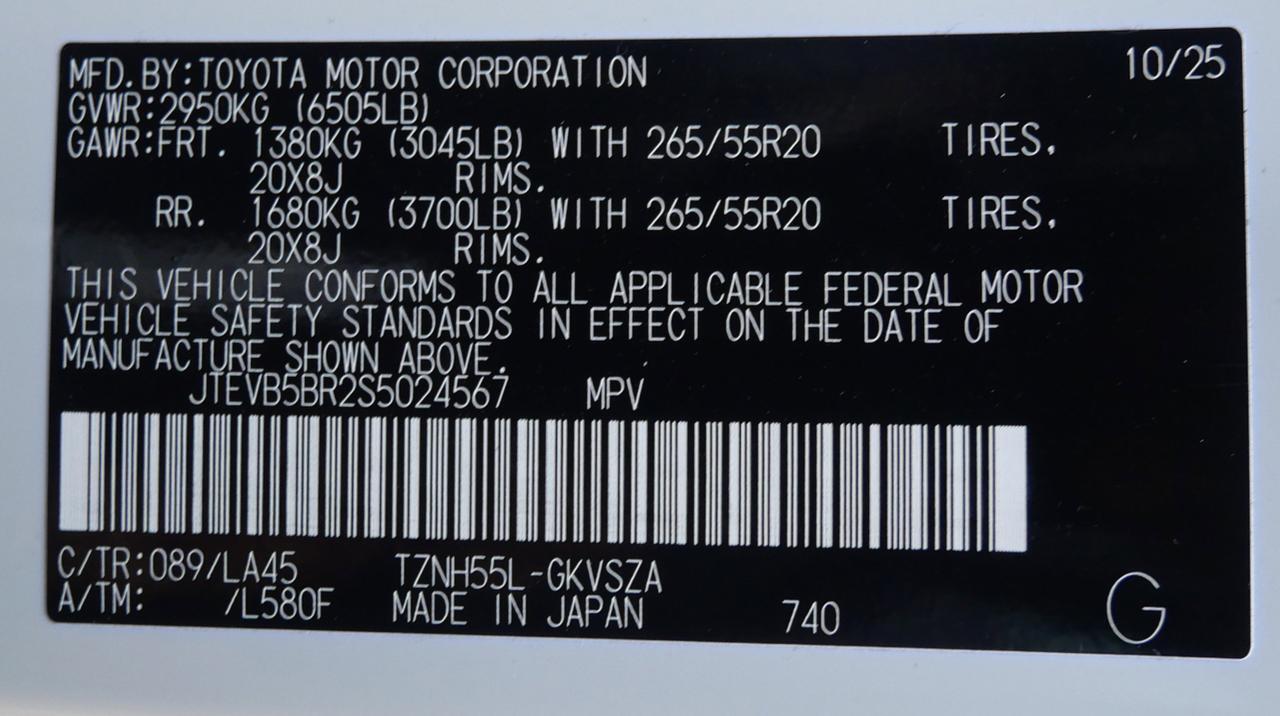 MFD.BY:TOYOTA MOTOR CORPORATION 10/25
GVWR:2950KG (6505LB)
GAWR:FRT. 1380KG (3045LB) WITH 265/55R20 TIRES.
20X8J RIMS.
RR. 1680KG (3700LB) WITH 265/55R20 TIRES.
20X8J RIMS.
THIS VEHICLE CONFORMS TO ALL APPLICABLE FEDERAL MOTOR
VEHICLE SAFETY STANDARDS IN EFFECT ON THE DATE OF
MANUFACTURE SHOWN ABOVE.
JTEVB5BR2S5024567 MPV
C/TR:089/LA45 TZNH55L-GKVSZA
A/TM: /L580F MADE IN JAPAN 740 G